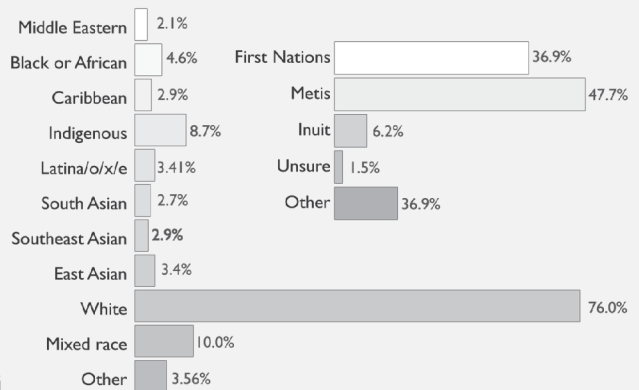 Middle Eastern 2.1%
Black or African 4.6%
Caribbean 2.9%
Indigenous 8.7%
Latina/o/x/e 3.41%
South Asian 2.7%
Southeast Asian 2.9%
East Asian 3.4%
White 76.0%
Mixed race 10.0%
Other 3.56%
First Nations 36.9%
Metis 47.7%
Inuit 6.2%
Unsure 1.5%
Other 36.9%